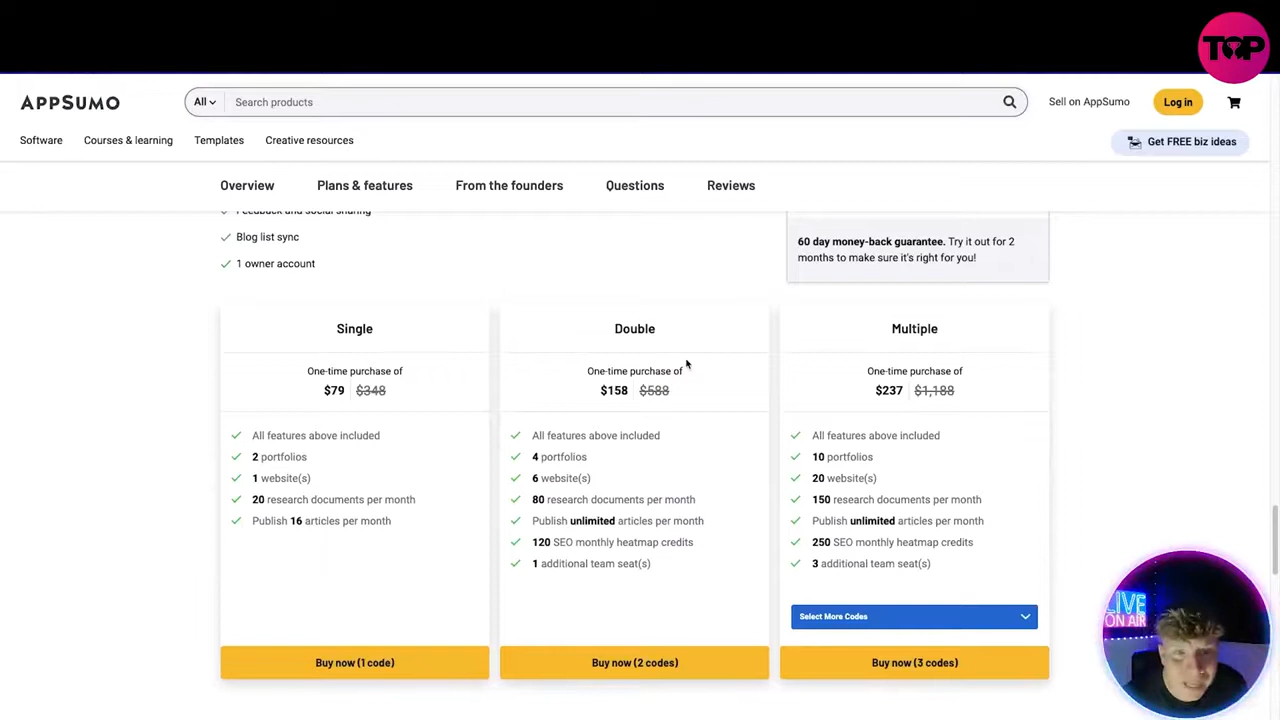 TOP
APPSUMO
All
Search products
Sell on AppSumo
Log in
Software
Courses & learning
Templates
Creative resources
Get FREE biz ideas
Overview
Plans & features
From the founders
Questions
Reviews
Feedback and social sharing
Blog list sync
1 owner account
60 day money-back guarantee. Try it out for 2
months to make sure it's right for you!
Single
One-time purchase of
$79 $348
All features above included
2 portfolios
1 website(s)
20 research documents per month
Publish 16 articles per month
Buy now (1 code)
Double
One-time purchase of
$158 $588
All features above included
4 portfolios
6 website(s)
80 research documents per month
Publish unlimited articles per month
120 SEO monthly heatmap credits
1 additional team seat(s)
Buy now (2 codes)
Multiple
One-time purchase of
$237 $1,188
All features above included
10 portfolios
20 website(s)
150 research documents per month
Publish unlimited articles per month
250 SEO monthly heatmap credits
3 additional team seat(s)
Select More Codes
Buy now (3 codes)
LIVE
ON AIR